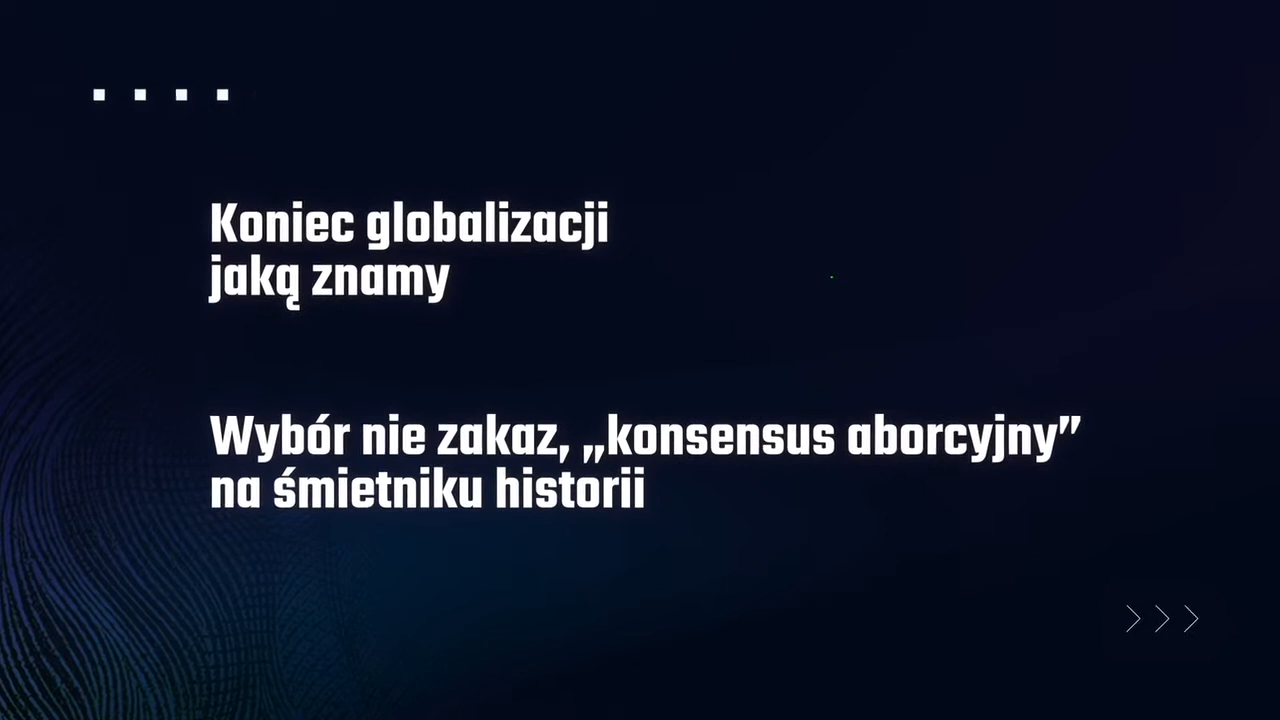 Koniec globalizacji
jaką znamy
Wybór nie zakaz, „konsensus aborcyjny”
na śmietniku historii